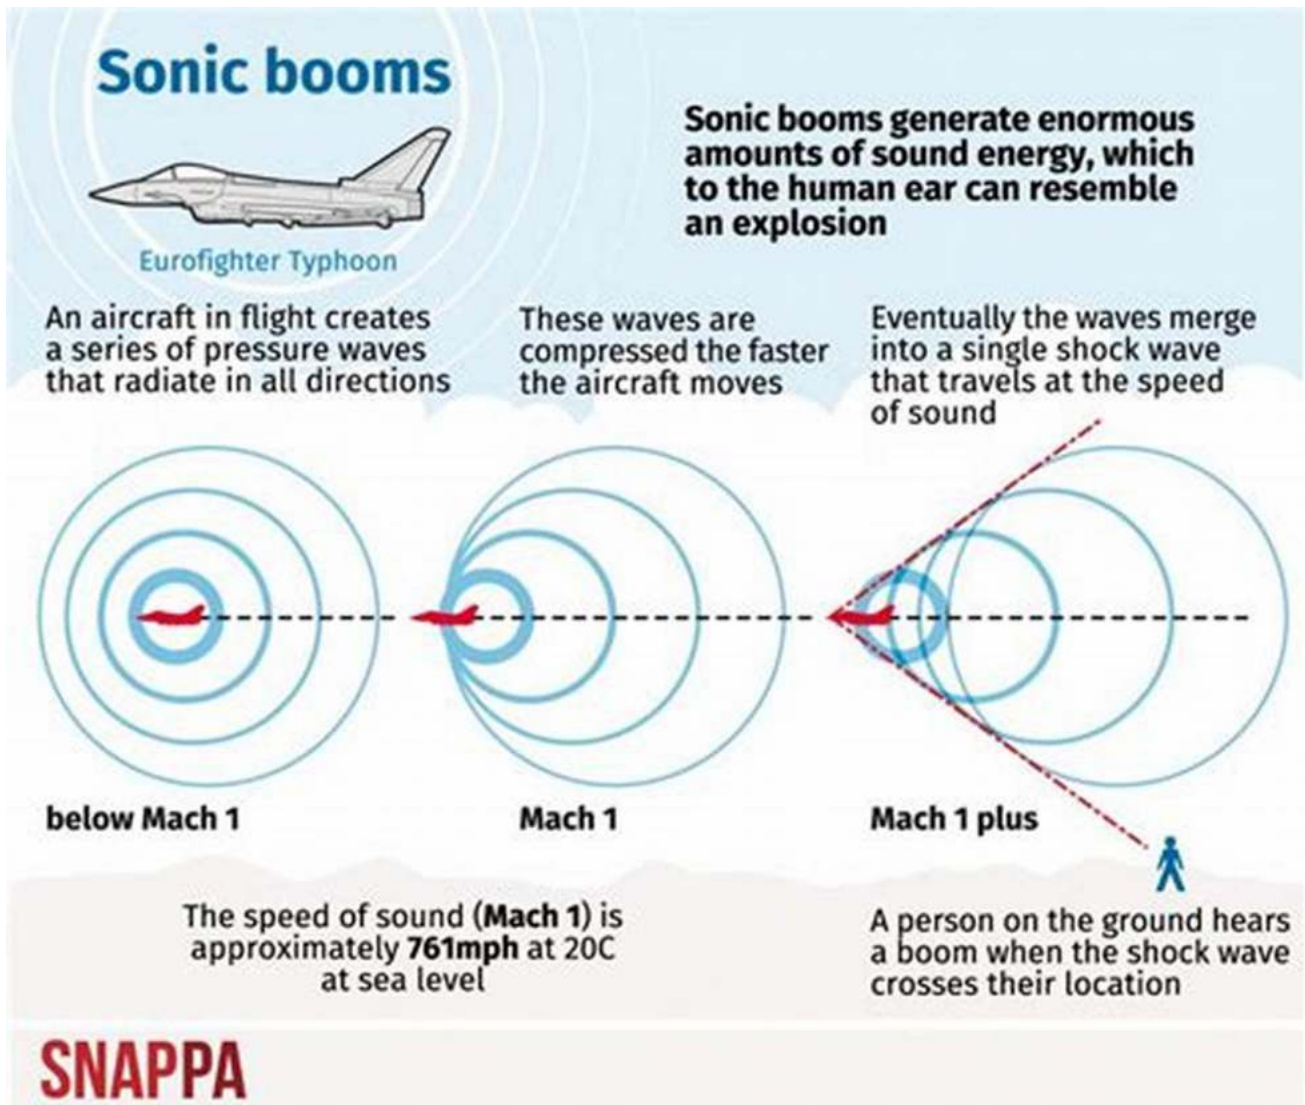 Sonic booms
Eurofighter Typhoon
Sonic booms generate enormous
amounts of sound energy, which
to the human ear can resemble
an explosion
An aircraft in flight creates
a series of pressure waves
that radiate in all directions
These waves are
compressed the faster
the aircraft moves
Eventually the waves merge
into a single shock wave
that travels at the speed
of sound
below Mach 1
Mach 1
Mach 1 plus
The speed of sound (Mach 1) is
approximately 761mph at 20C
at sea level
A person on the ground hears
a boom when the shock wave
crosses their location
SNAPPA